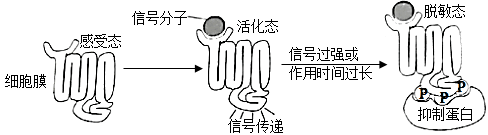 信号分子
感受态
活化态
脱敏态
信号过强或
作用时间过长
细胞膜
P P P
抑制蛋白
信号传递